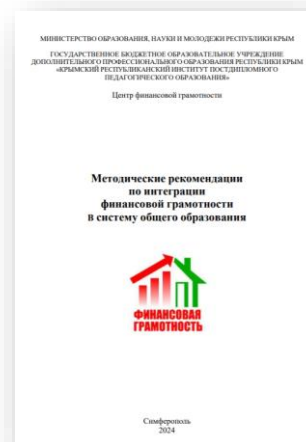 МИНИСТЕРСТВО ОБРАЗОВАНИЯ, НАУКИ И МОЛОДЕЖИ РЕСПУБЛИКИ КРЫМ
ГОСУДАРСТВЕННОЕ БЮДЖЕТНОЕ ОБРАЗОВАТЕЛЬНОЕ УЧРЕЖДЕНИЕ
ДОПОЛНИТЕЛЬНОГО ПРОФЕССИОНАЛЬНОГО ОБРАЗОВАНИЯ РЕСПУБЛИКИ КРЫМ
«КРЫМСКИЙ РЕСПУБЛИКАНСКИЙ ИНСТИТУТ ПОСТДИПЛОМНОГО
ПЕДАГОГИЧЕСКОГО ОБРАЗОВАНИЯ»
Центр финансовой грамотности
Методические рекомендации
по интеграции
финансовой грамотности
в систему общего образования
ФИНАНСОВАЯ
ГРАМОТНОСТЬ
Симферополь
2024